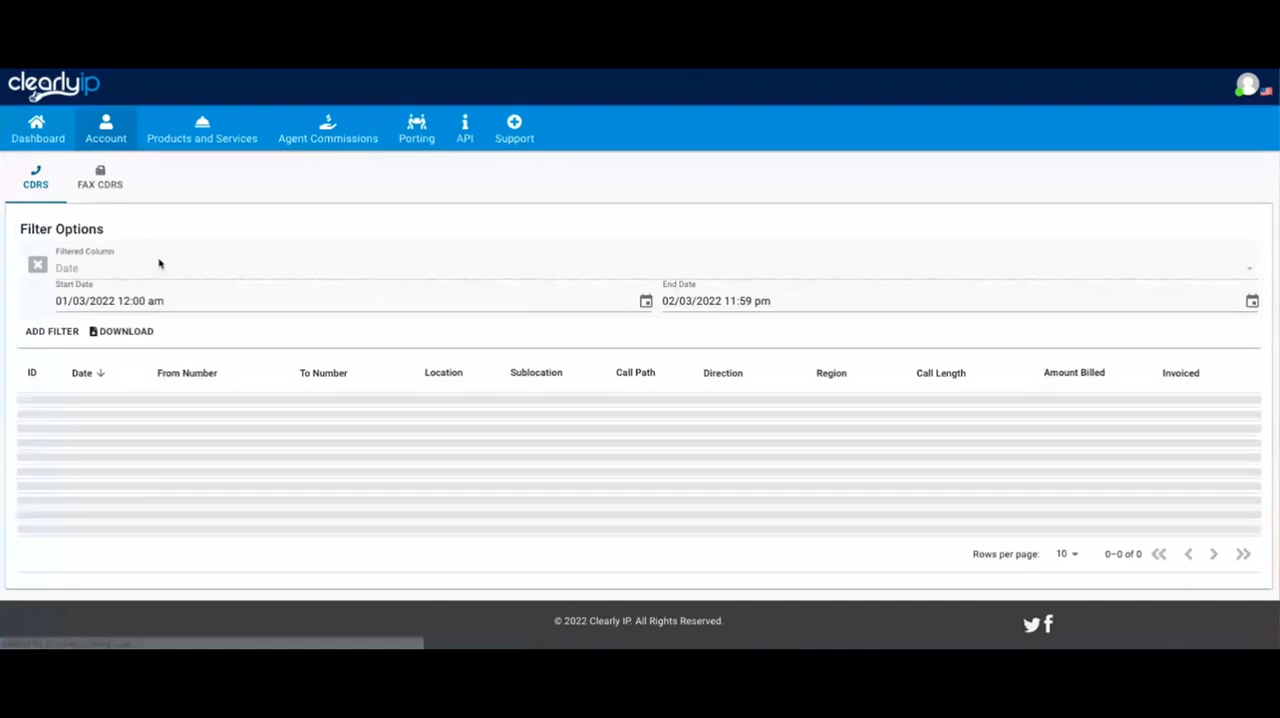 clearlyip
Dashboard Account Products and Services Agent Commissions Porting API Support
CDRS FAX CDRS
Filter Options
Filtered Column
Date
Start Date End Date
01/03/2022 12:00 am 02/03/2022 11:59 pm
ADD FILTER DOWNLOAD
ID Date From Number To Number Location Sublocation Call Path Direction Region Call Length Amount Billed Invoiced
Rows per page: 10 0–0 of 0
© 2022 Clearly IP. All Rights Reserved.